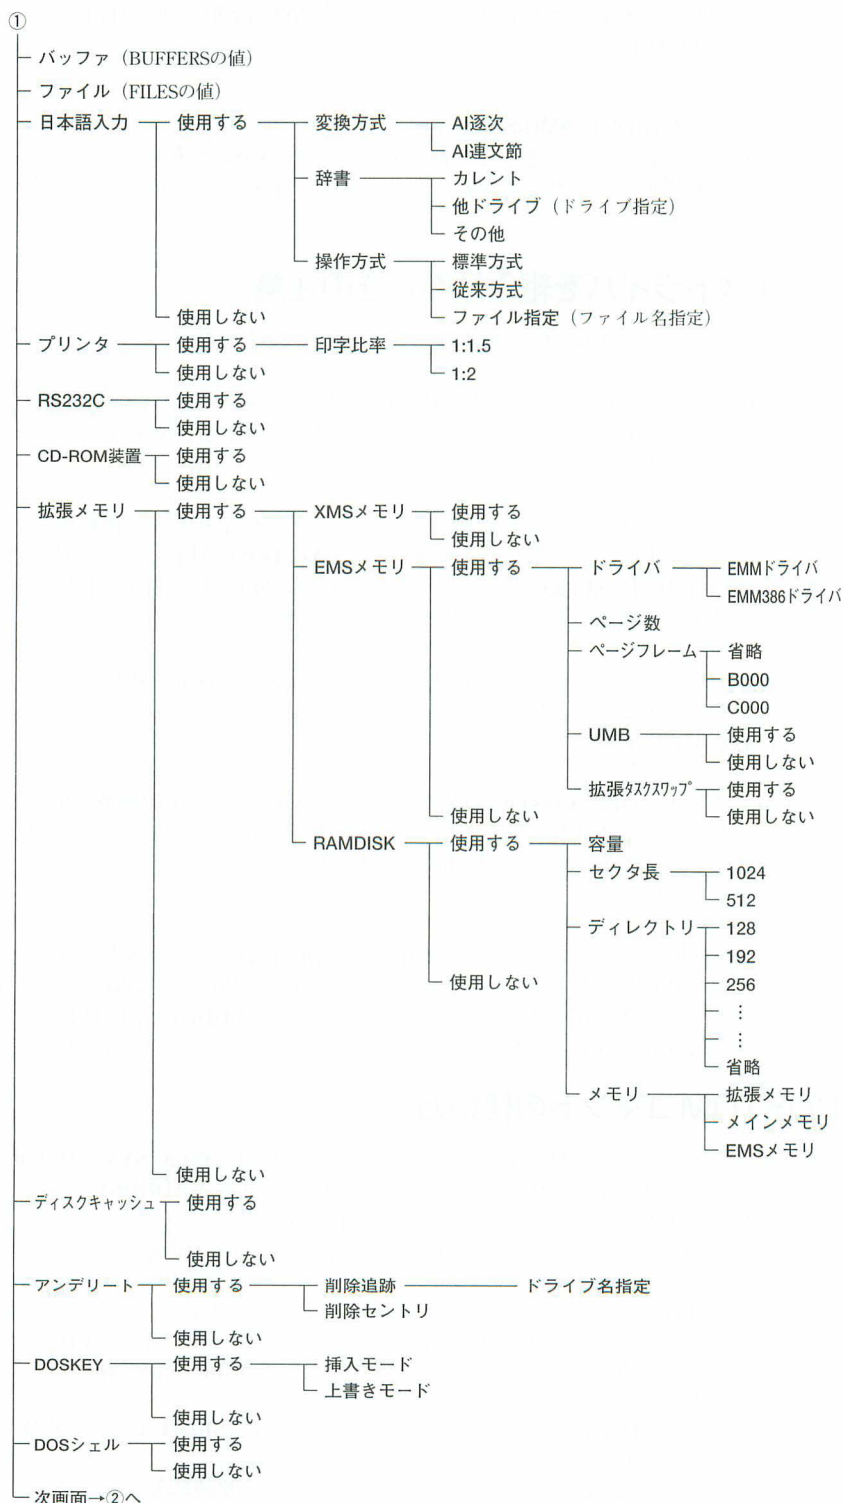 ①
バッファ（BUFFERSの値）
ファイル（FILESの値）
日本語入力 使用する 変換方式 AI逐次
AI連文節
辞書 カレント
他ドライブ（ドライブ指定）
その他
操作方式 標準方式
従来方式
使用しない ファイル指定（ファイル名指定）
プリンタ 使用する 印字比率 1:1.5
使用しない 1:2
RS232C 使用する
使用しない
CD-ROM装置 使用する
使用しない
拡張メモリ 使用する XMSメモリ 使用する
使用しない
EMSメモリ 使用する ドライバ EMMドライバ
EMM386ドライバ
ページ数
ページフレーム 省略
B000
C000
UMB 使用する
使用しない
拡張ﾀｽｸｽﾜｯﾌﾟ 使用する
使用しない 使用しない
RAMDISK 使用する 容量
セクタ長 1024
512
ディレクトリ 128
192
使用しない 256
⋮
⋮
省略
メモリ 拡張メモリ
メインメモリ
EMSメモリ
使用しない
ディスクキャッシュ 使用する
使用しない
アンデリート 使用する 削除追跡 ドライブ名指定
削除セントリ
使用しない
DOSKEY 使用する 挿入モード
上書きモード
使用しない
DOSシェル 使用する
使用しない
次画面→②へ